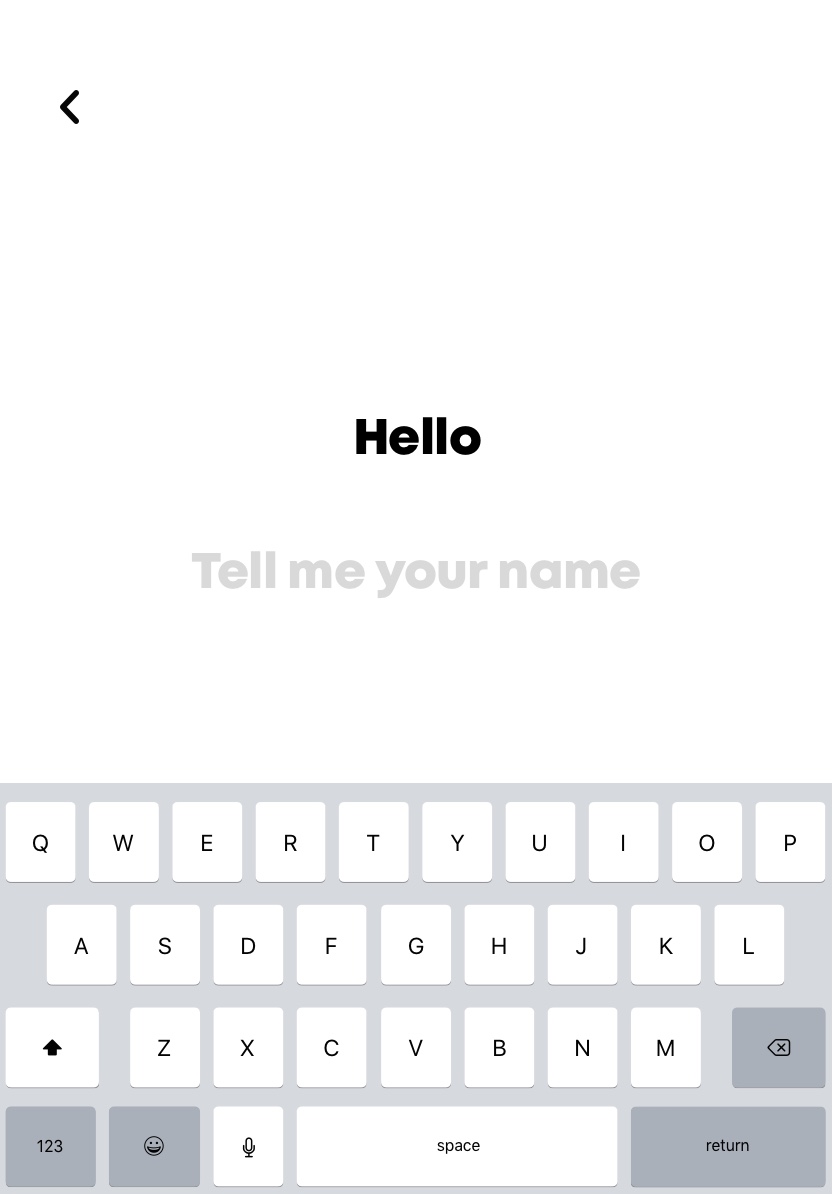 Hello
Tell me your name
Q W E R T Y U I O P
A S D F G H J K L
Z X C V B N M
123 space return